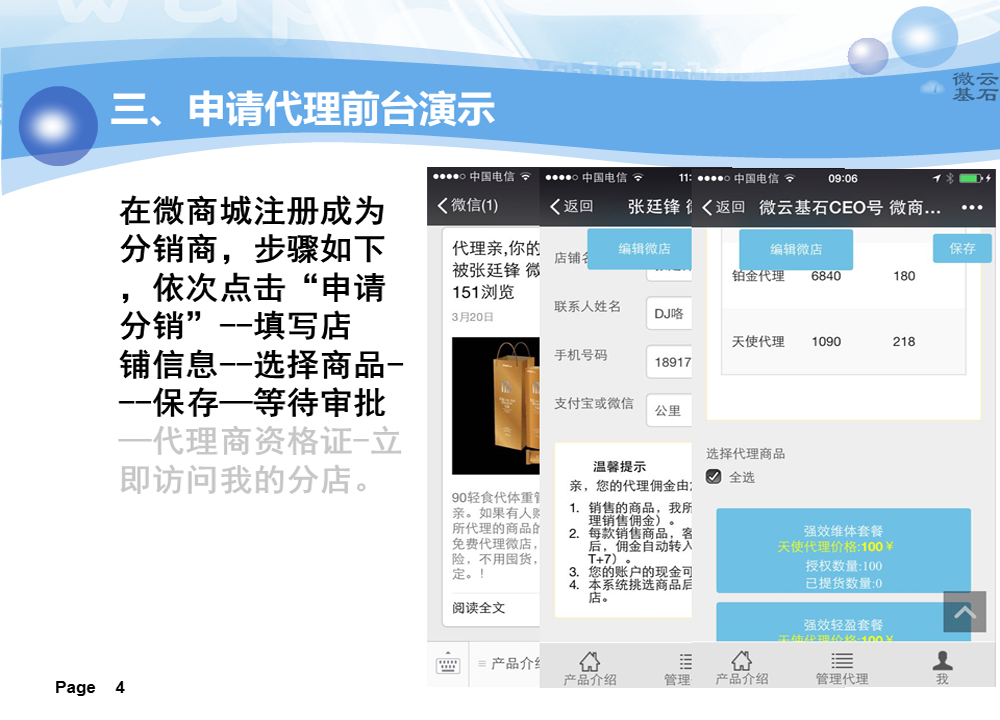 微云
基石
三、申请代理前台演示
在微商城注册成为
分销商，步骤如下
，依次点击“申请
分销”--填写店
铺信息--选择商品-
--保存—等待审批
—代理商资格证-立
即访问我的分店。
中国电信
微信(1)
代理亲,你的
被张廷锋 微
151浏览
3月20日
90轻食代体重管
亲。如果有人购
所代理的商品的
免费代理微店，
险，不用囤货，
定。！
阅读全文
产品介绍
中国电信 11:
返回 张廷锋 微
店铺名
编辑微店
联系人姓名 DJ咯
手机号码 18917
支付宝或微信 公里
温馨提示
亲，您的代理佣金由
1. 销售的商品，我所
理销售佣金）。
2. 每款销售商品，客
后，佣金自动转入
T+7）。
3. 您的账户的现金可
4. 本系统挑选商品后
店。
产品介绍 管理
中国电信 09:06
返回 微云基石CEO号 微商... •••
编辑微店 保存
铂金代理 6840 180
天使代理 1090 218
选择代理商品
全选
强效维体套餐
天使代理价格:100￥
授权数量:100
已提货数量:0
强效轻盈套餐
天使代理价格:100￥
产品介绍 管理代理 我
Page 4